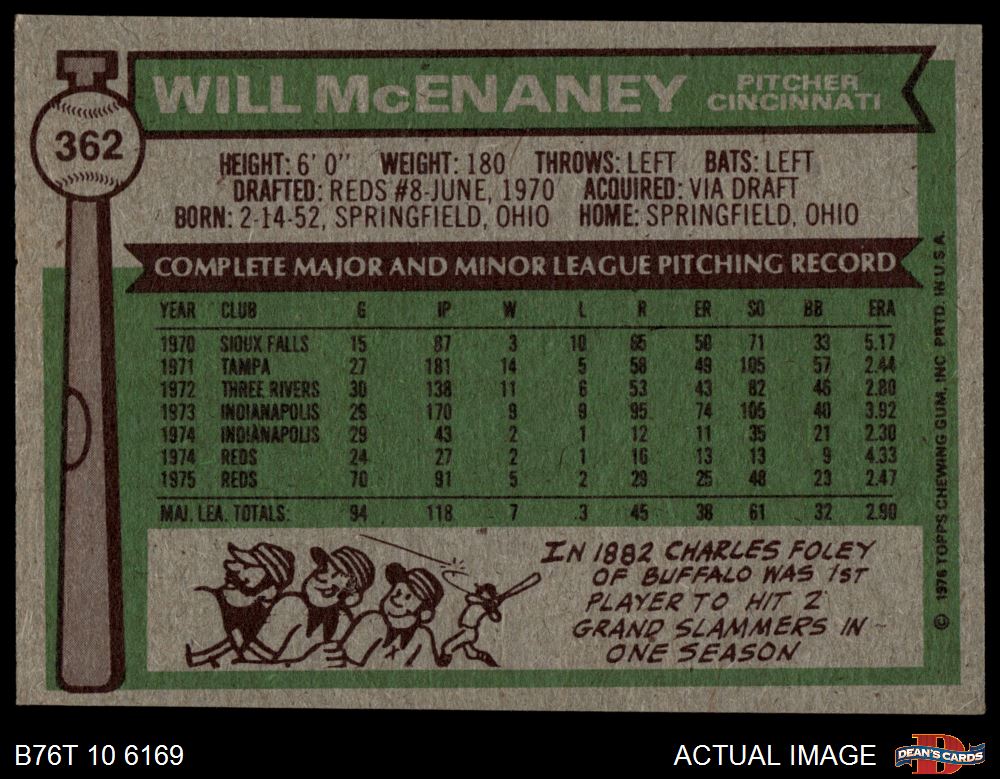 362
WILL McENANEY
PITCHER
CINCINNATI
HEIGHT: 6' 0" WEIGHT: 180 THROWS: LEFT BATS: LEFT
DRAFTED: REDS #8-JUNE, 1970 ACQUIRED: VIA DRAFT
BORN: 2-14-52, SPRINGFIELD, OHIO HOME: SPRINGFIELD, OHIO
COMPLETE MAJOR AND MINOR LEAGUE PITCHING RECORD
YEAR CLUB G IP W L R ER SO BB ERA
1970 SIOUX FALLS 15 87 3 10 65 50 71 33 5.17
1971 TAMPA 27 181 14 5 58 49 105 57 2.44
1972 THREE RIVERS 30 138 11 6 53 43 82 46 2.80
1973 INDIANAPOLIS 29 170 9 9 95 74 105 40 3.92
1974 INDIANAPOLIS 29 43 2 1 12 11 35 21 2.30
1974 REDS 24 27 2 1 16 13 13 9 4.33
1975 REDS 70 91 5 2 29 25 48 23 2.47
MAJ. LEA. TOTALS 94 118 7 3 45 38 61 32 2.90
IN 1882 CHARLES FOLEY
OF BUFFALO WAS 1ST
PLAYER TO HIT 2
GRAND SLAMMERS IN
ONE SEASON
© 1976 TOPPS CHEWING GUM, INC PRTD. IN U.S.A.
B76T 10 6169
ACTUAL IMAGE
DEAN'S CARDS